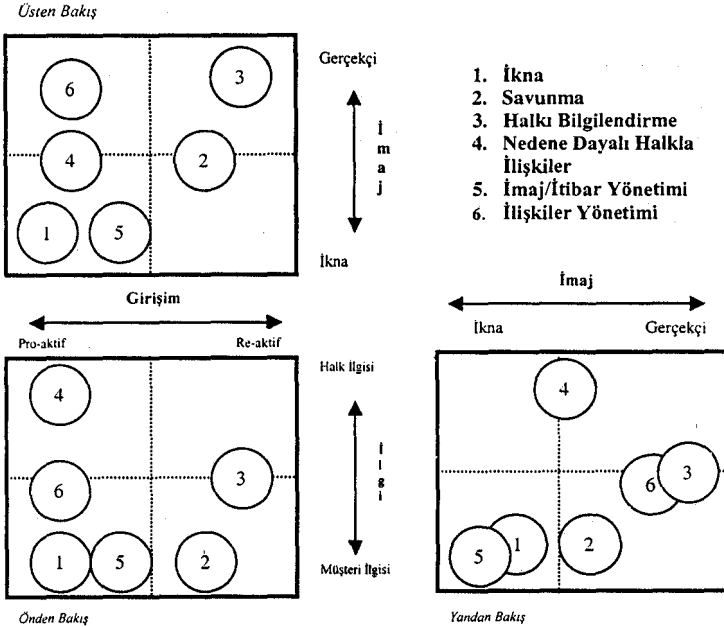 Üsten Bakış
6
3
4
2
1
5
Gerçekçi
İmaj
İkna
1. İkna
2. Savunma
3. Halkı Bilgilendirme
4. Nedene Dayalı Halkla
İlişkiler
5. İmaj/İtibar Yönetimi
6. İlişkiler Yönetimi
Girişim
Pro-aktif
Re-aktif
İmaj
İkna
Gerçekçi
4
6
3
1
5
2
Halk İlgisi
İlgi
Müşteri İlgisi
4
6
3
5
1
2
Önden Bakış
Yandan Bakış